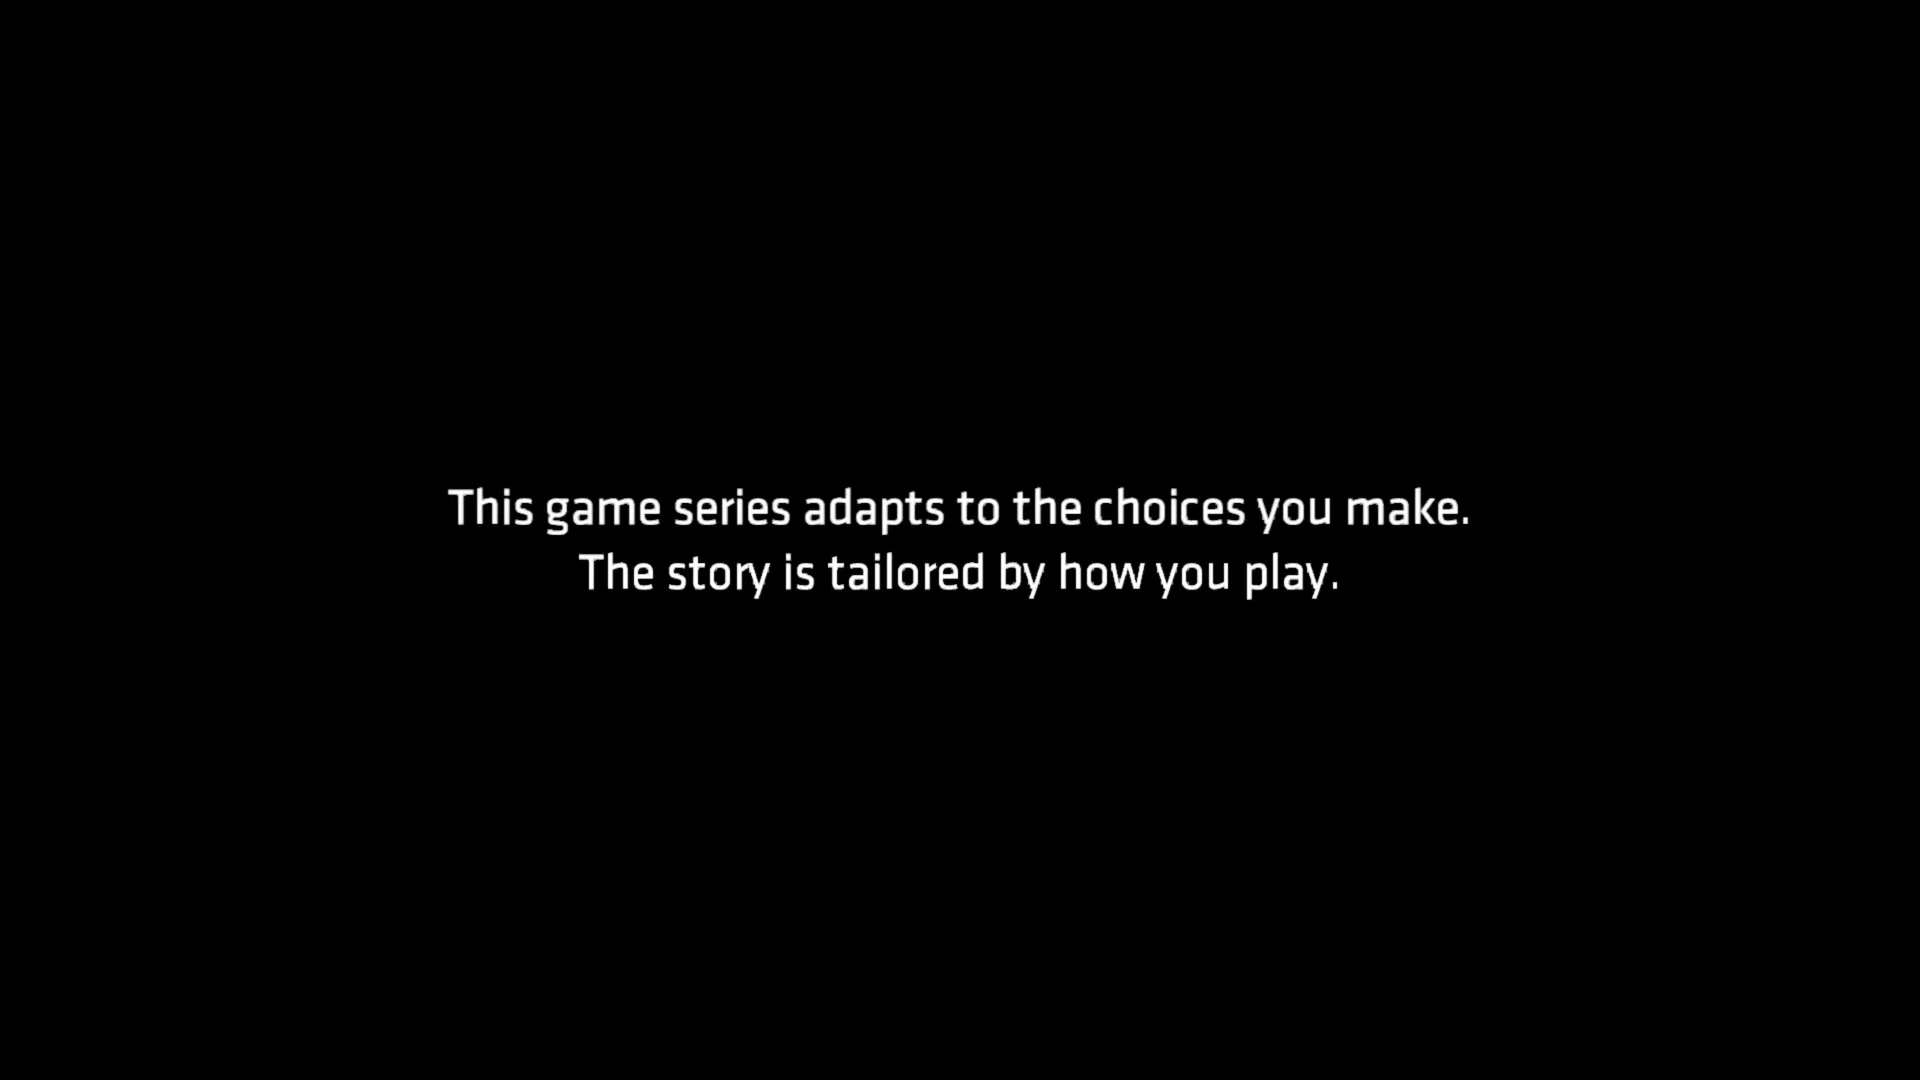 This game series adapts to the choices you make.
The story is tailored by how you play.